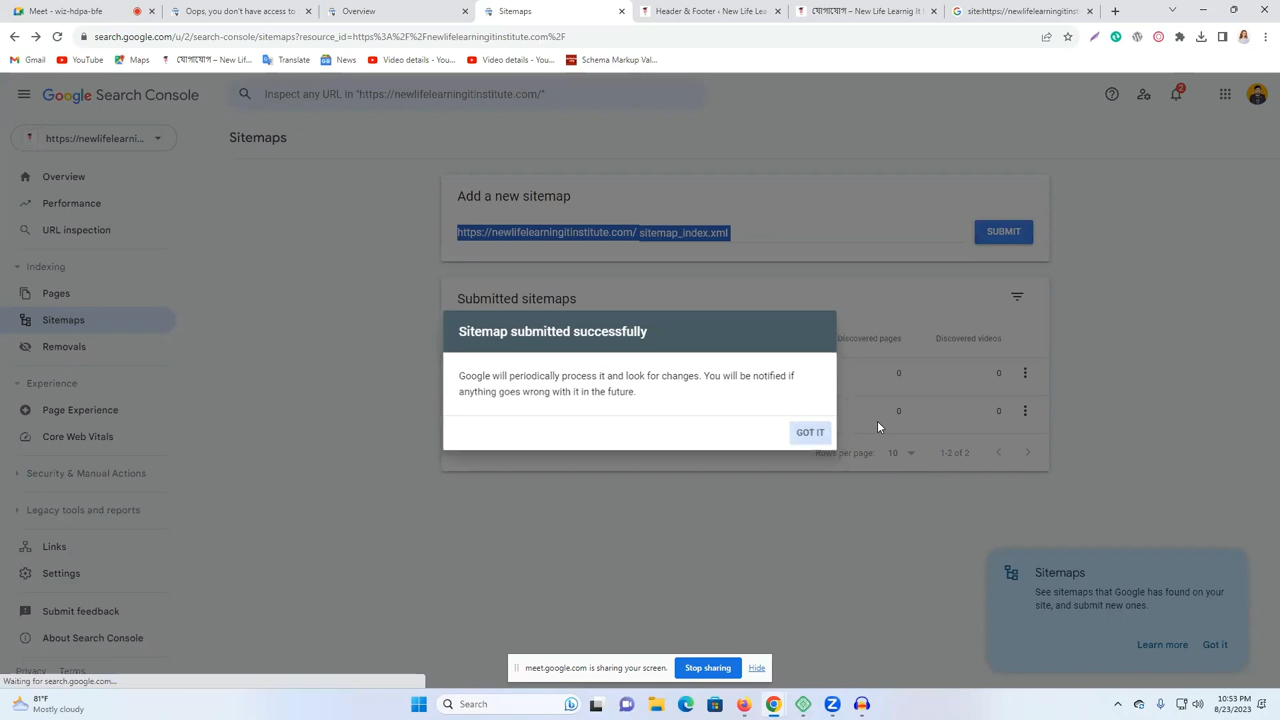 Meet - wiz-hdpa-bfe
Oops, you don't have access to
Overview
Sitemaps
Header & Footer ‹ New Life Lea
যোগাযোগ – New Life Learnig It I
site:https://newlifelearningitinstit
search.google.com/u/2/search-console/sitemaps?resource_id=https%3A%2F%2Fnewlifelearningitinstitute.com%2F
Gmail
YouTube
Maps
যোগাযোগ – New Lif...
Translate
News
Video details - You...
Video details - You...
Schema Markup Val...
Google Search Console
Inspect any URL in "https://newlifelearningitinstitute.com/"
2
https://newlifelearni...
Sitemaps
Overview
Performance
URL inspection
Indexing
Pages
Sitemaps
Removals
Experience
Page Experience
Core Web Vitals
Security & Manual Actions
Legacy tools and reports
Links
Settings
Submit feedback
About Search Console
Privacy Terms
Add a new sitemap
https://newlifelearningitinstitute.com/ sitemap_index.xml
SUBMIT
Submitted sitemaps
Discovered pages
Discovered videos
0 0
0 0
Rows per page: 10 1-2 of 2
Sitemap submitted successfully
Google will periodically process it and look for changes. You will be notified if
anything goes wrong with it in the future.
GOT IT
Sitemaps
See sitemaps that Google has found on your
site, and submit new ones.
Learn more Got it
meet.google.com is sharing your screen.
Stop sharing
Hide
Waiting for search.google.com...
81°F
Mostly cloudy
Search
10:53 PM
8/23/2023